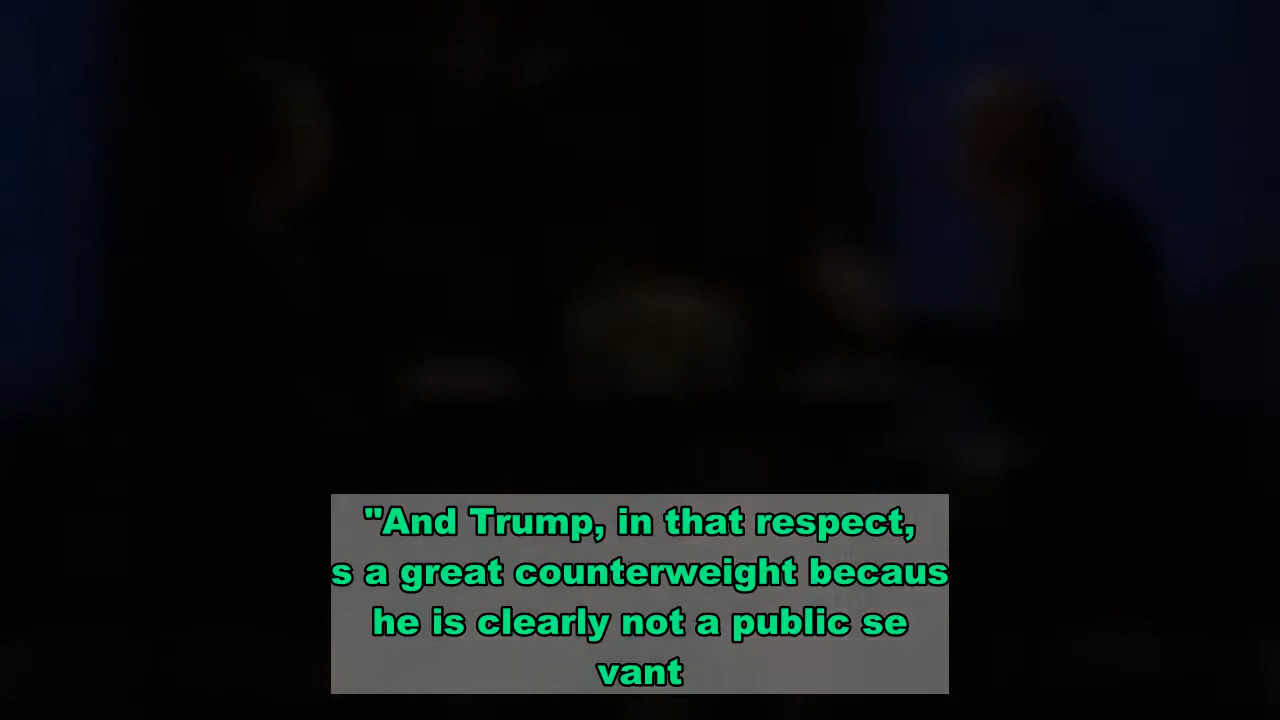 "And Trump, in that respect,
s a great counterweight becaus
he is clearly not a public se
vant